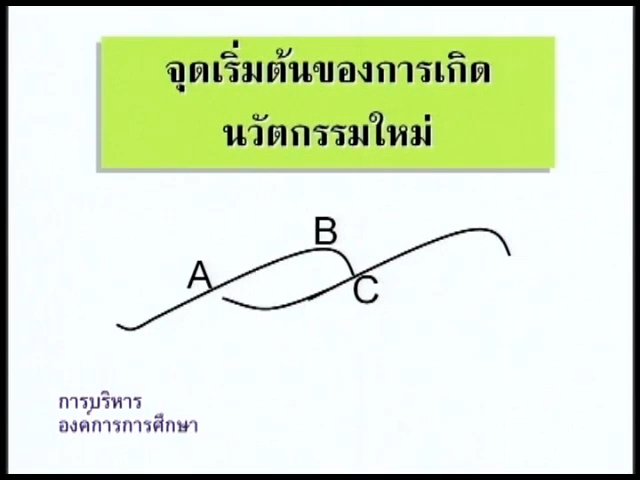 จุดเริ่มต้นของการเกิด
นวัตกรรมใหม่
B
A
C
การบริหาร
องค์การการศึกษา